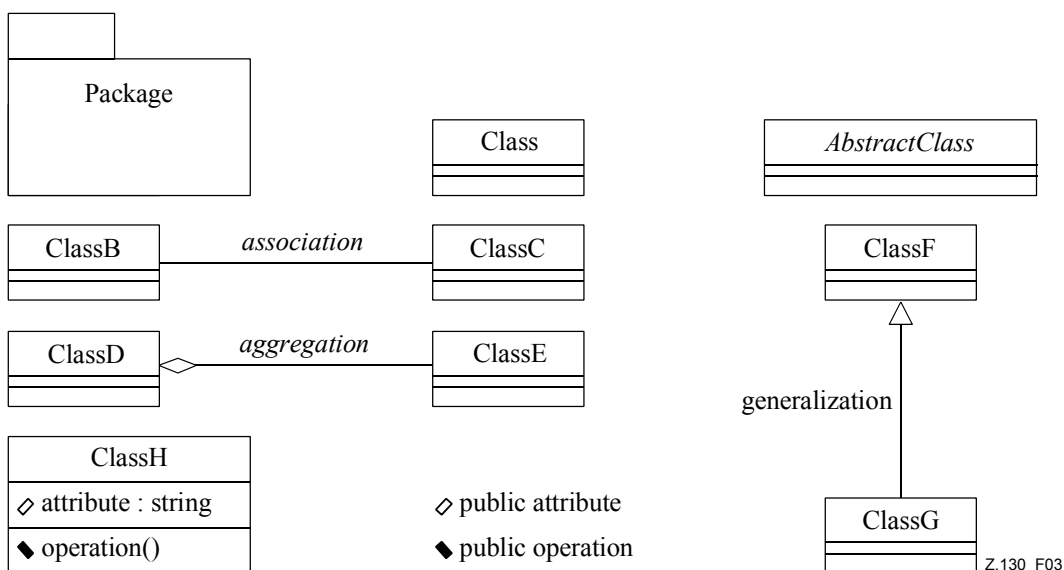 Package
Class
AbstractClass
ClassB
association
ClassC
ClassF
ClassD
aggregation
ClassE
generalization
ClassH
attribute : string
operation()
public attribute
public operation
ClassG
Z.130_F03